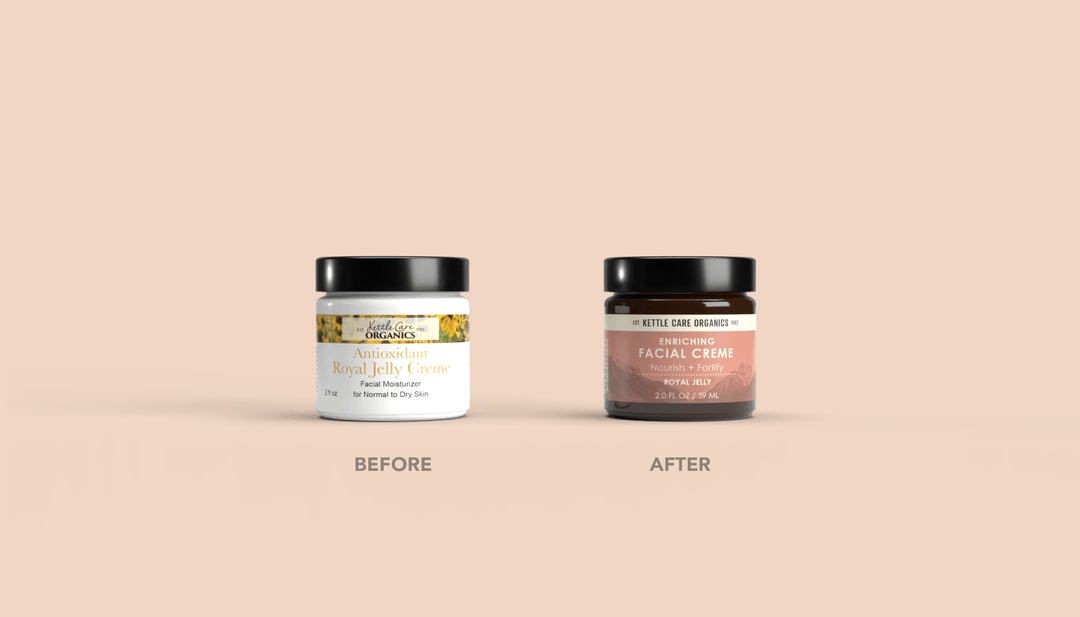 EST. Kettle Care 1983
ORGANICS
Antioxidant
Royal Jelly Creme
Facial Moisturizer
2 fl oz
for Normal to Dry Skin
BEFORE
EST. KETTLE CARE ORGANICS 1983
ENRICHING
FACIAL CREME
Nourish + Fortify
ROYAL JELLY
2.0 FL OZ / 59 ML
AFTER